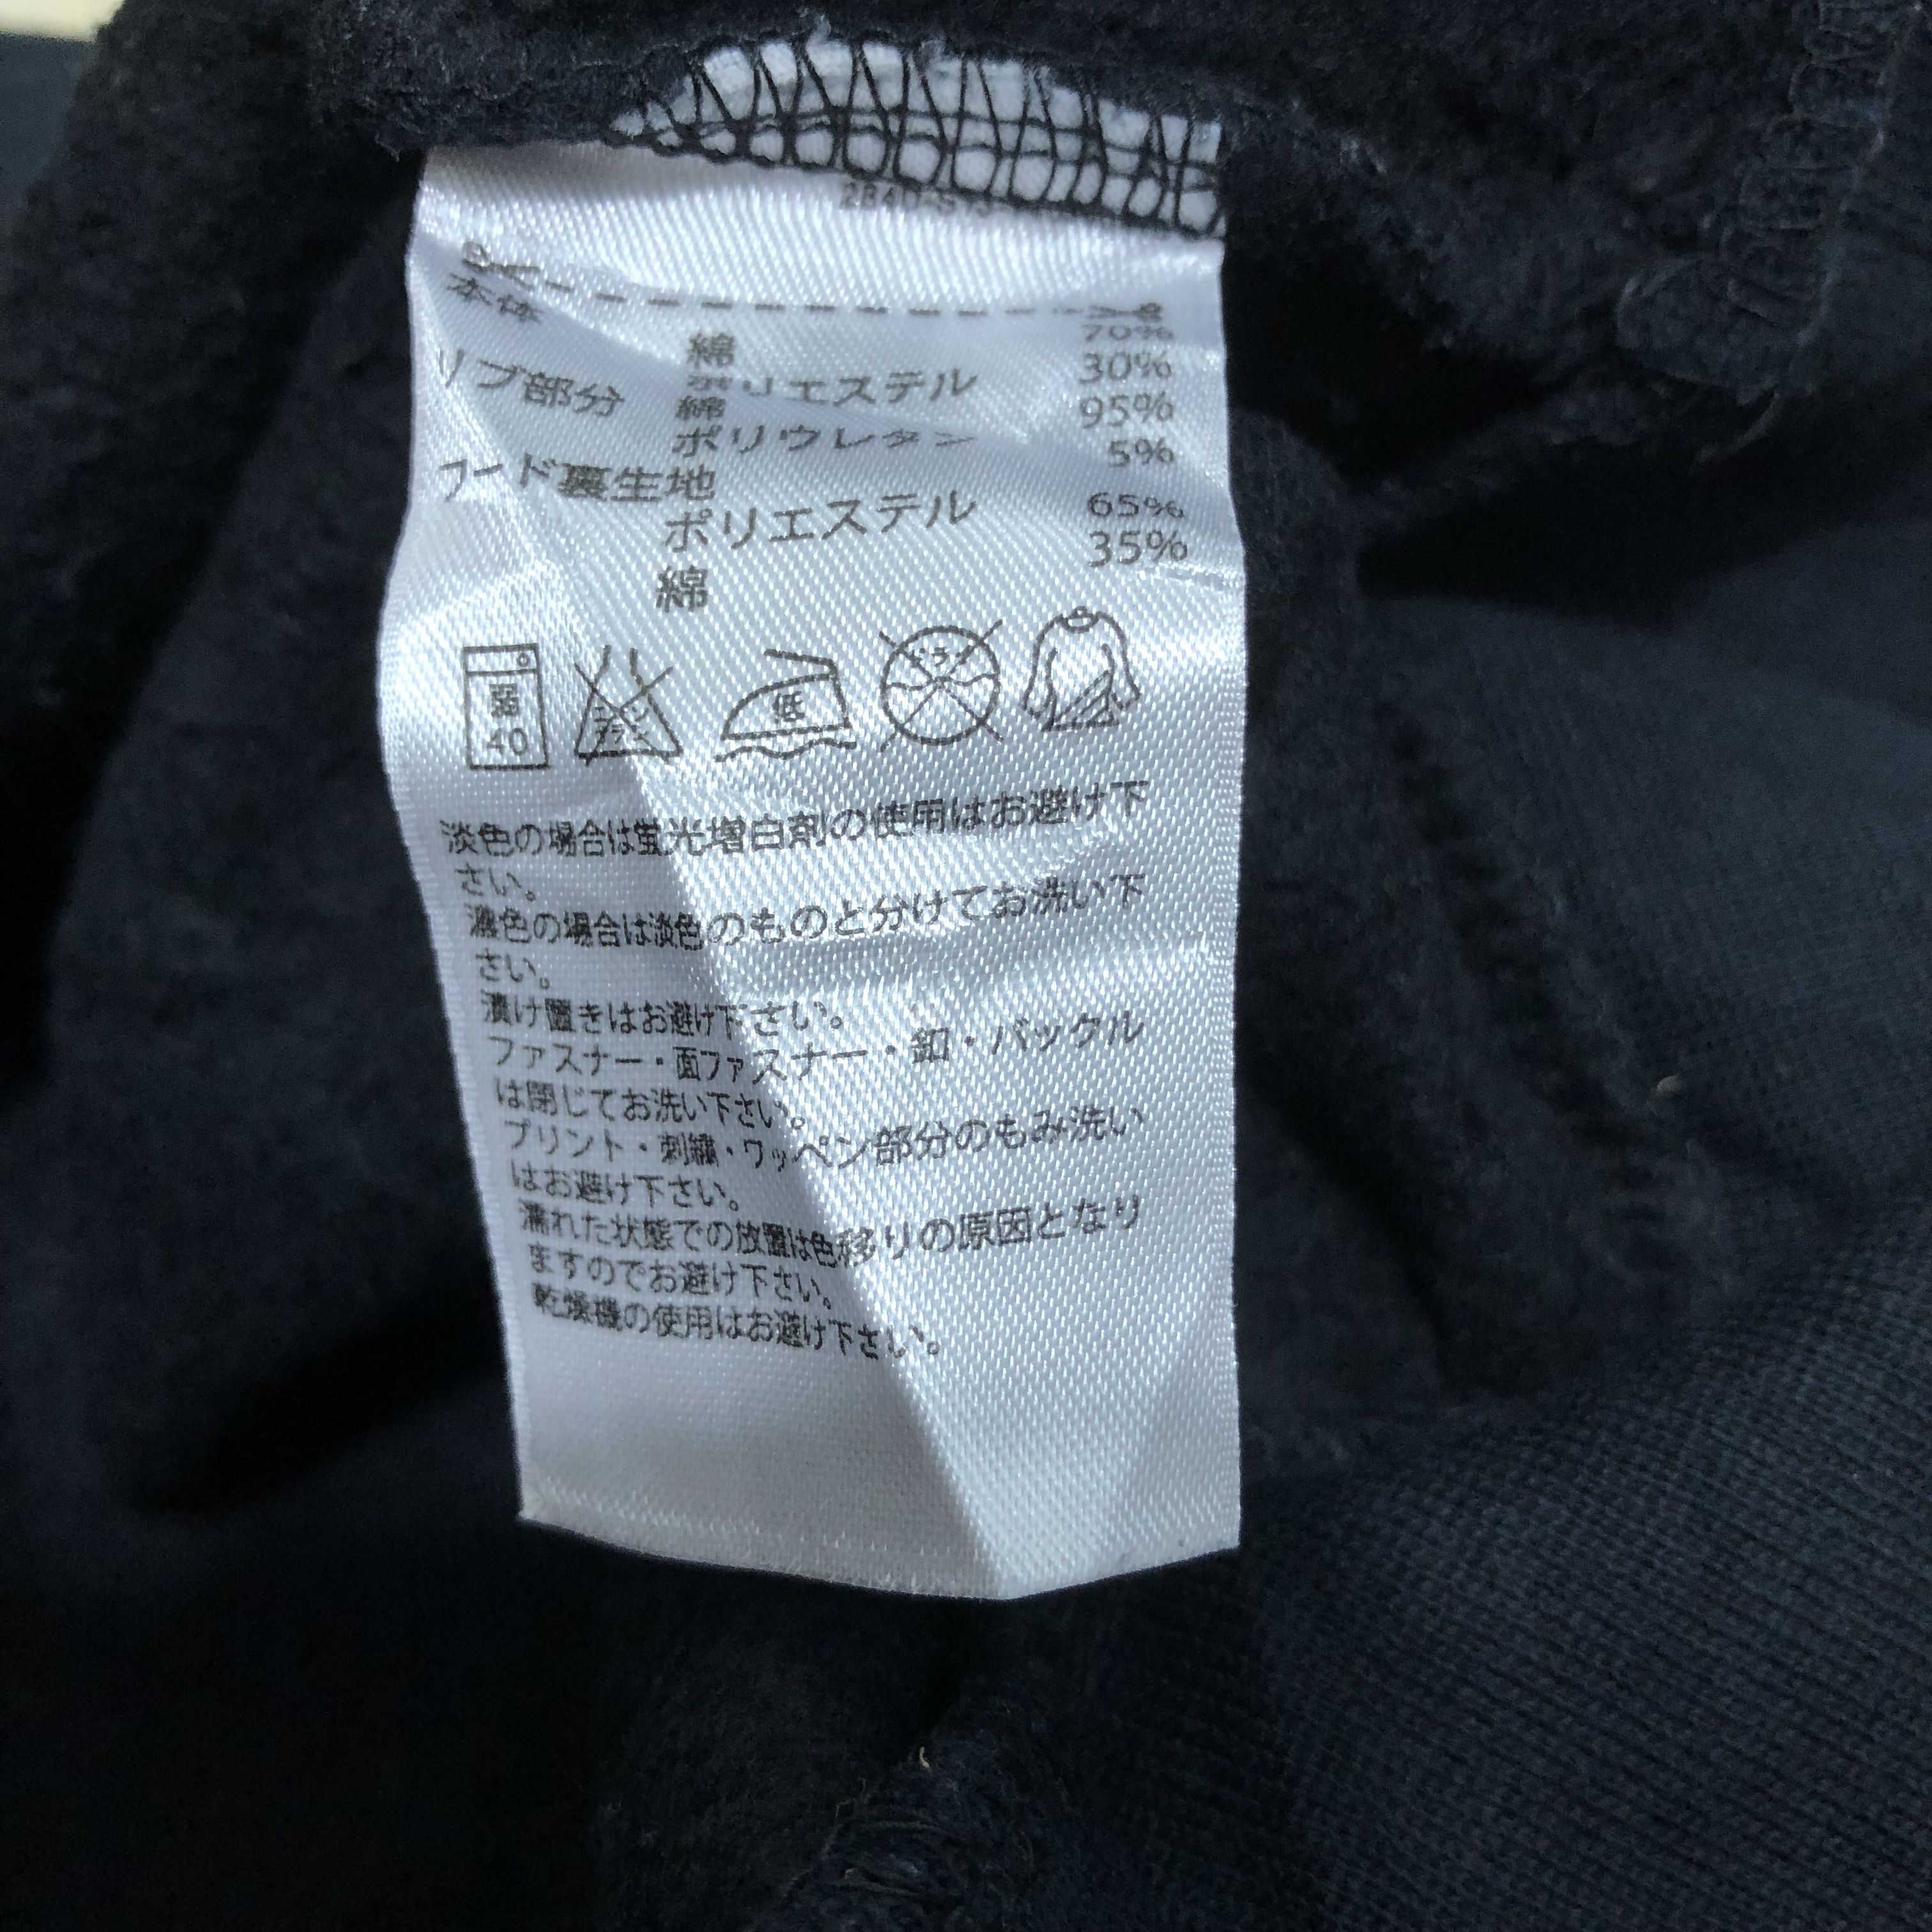 本体
綿 70%
ポリエステル 30%
リブ部分 綿 95%
ポリウレタン 5%
フード裏生地
ポリエステル 65%
綿 35%
弱
40
低
ドライ
淡色の場合は蛍光増白剤の使用はお避け下
さい。
濃色の場合は淡色のものと分けてお洗い下
さい。
漬け置きはお避け下さい。
ファスナー・面ファスナー・釦・バックル
は閉じてお洗い下さい。
プリント・刺繍・ワッペン部分のもみ洗い
はお避け下さい。
濡れた状態での放置は色移りの原因となり
ますのでお避け下さい。
乾燥機の使用はお避け下さい。